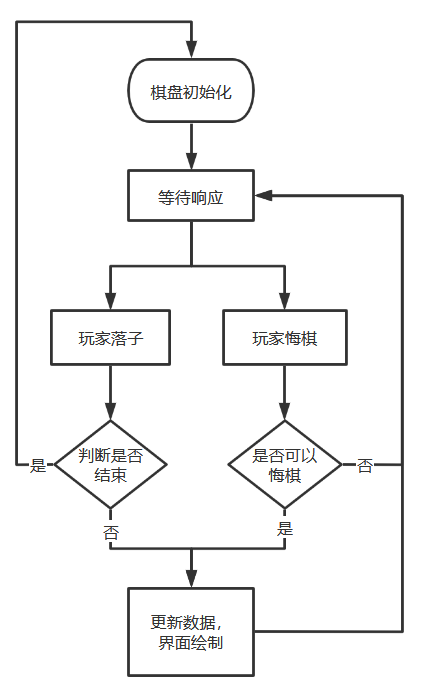 棋盘初始化
等待响应
玩家落子
玩家悔棋
判断是否
结束
是否可以
悔棋
是
否
否
是
更新数据，
界面绘制